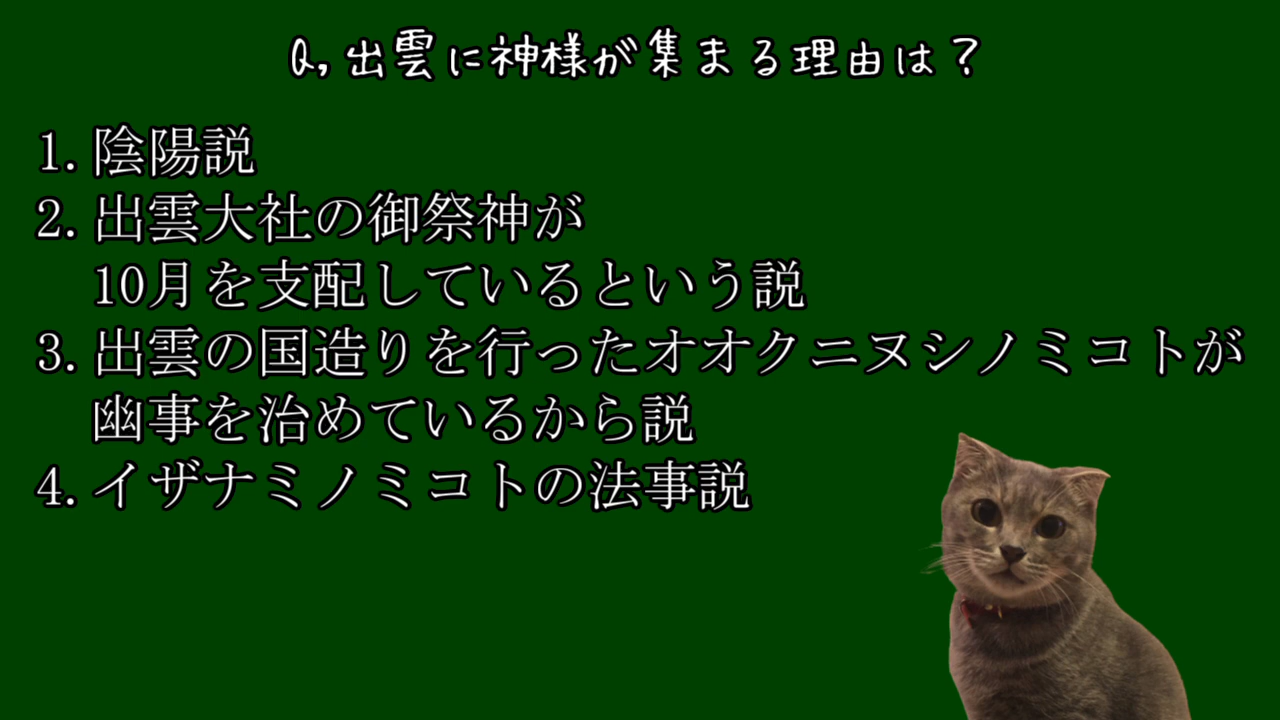 Q,出雲に神様が集まる理由は？
1.陰陽説
2.出雲大社の御祭神が
10月を支配しているという説
3.出雲の国造りを行ったオオクニヌシノミコトが
幽事を治めているから説
4.イザナミノミコトの法事説